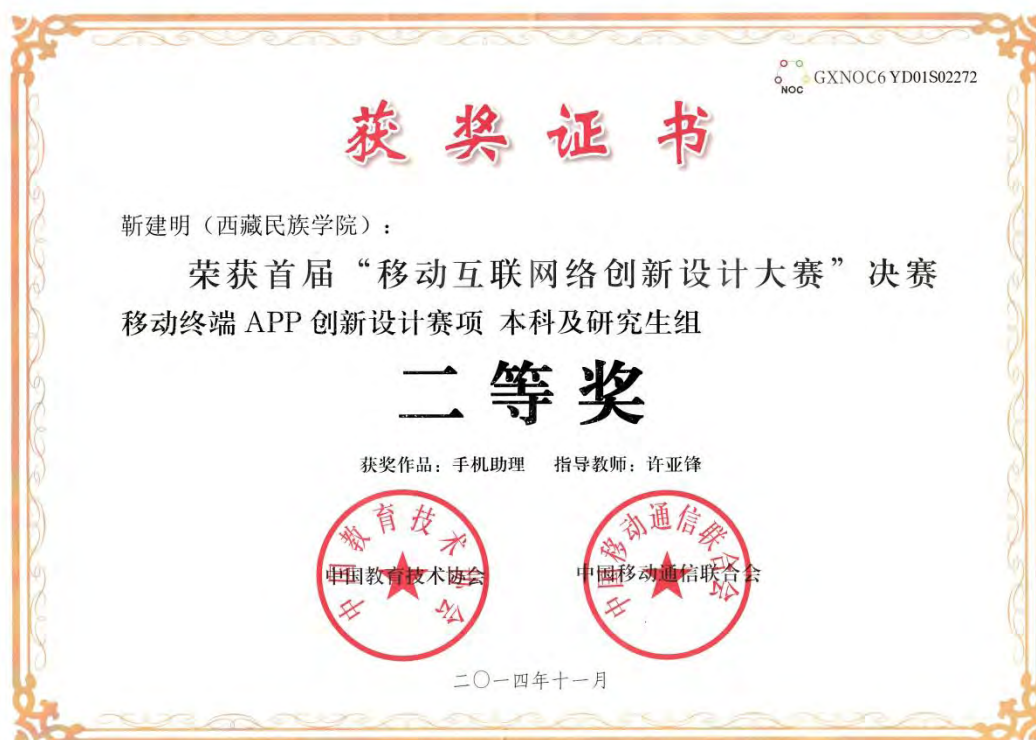 NOC GXNOC6 YD01S02272
获奖证书
靳建明（西藏民族学院）：
荣获首届“移动互联网络创新设计大赛”决赛
移动终端 APP 创新设计赛项 本科及研究生组
二等奖
获奖作品：手机助理 指导教师：许亚锋
中国教育技术协会
中国移动通信联合会
中国教育技术协会
中国移动通信联合会
二〇一四年十一月